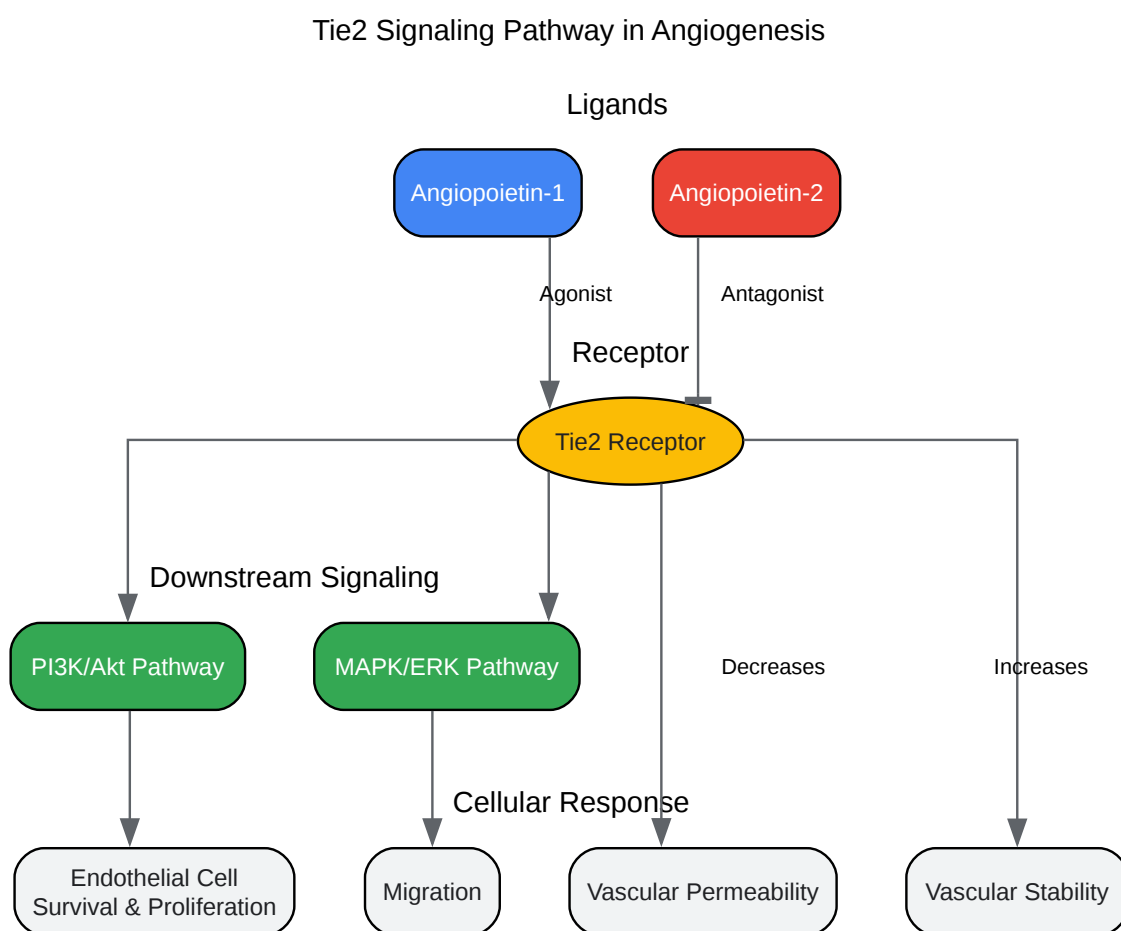 Tie2 Signaling Pathway in Angiogenesis
Ligands
Angiopoietin-1
Angiopoietin-2
Agonist
Antagonist
Receptor
Tie2 Receptor
Downstream Signaling
PI3K/Akt Pathway
MAPK/ERK Pathway
Decreases
Increases
Cellular Response
Endothelial Cell
Survival & Proliferation
Migration
Vascular Permeability
Vascular Stability